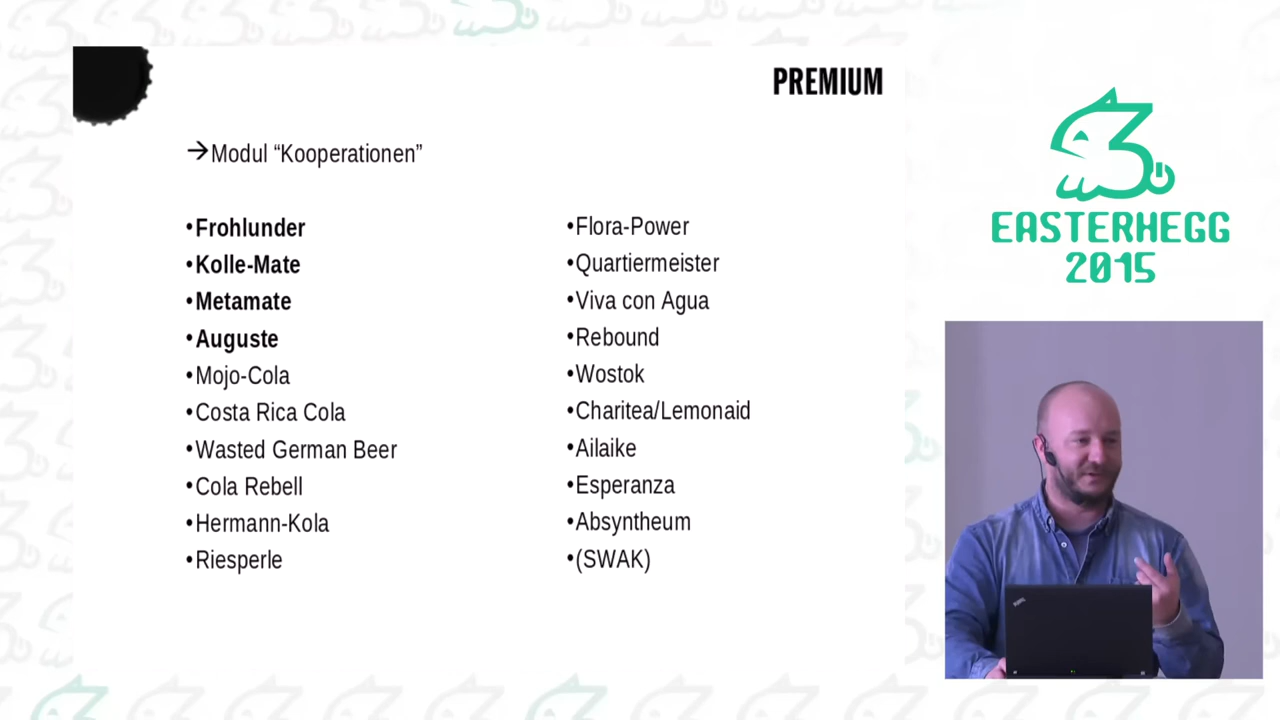 PREMIUM
→Modul “Kooperationen”
•Frohlunder
•Kolle-Mate
•Metamate
•Auguste
•Mojo-Cola
•Costa Rica Cola
•Wasted German Beer
•Cola Rebell
•Hermann-Kola
•Riesperle
•Flora-Power
•Quartiermeister
•Viva con Agua
•Rebound
•Wostok
•Charitea/Lemonaid
•Ailaike
•Esperanza
•Absyntheum
•(SWAK)
EASTERHEGG
2015